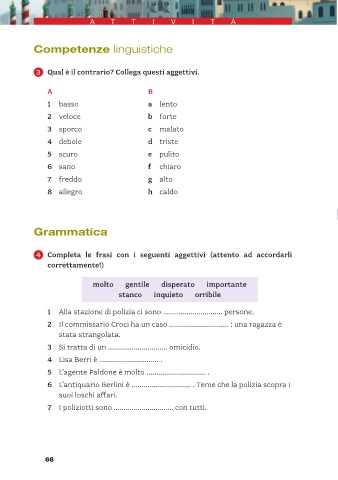 ATTIVITÀ
Competenze linguistiche
3 Qual è il contrario? Collega questi aggettivi.
A B
1 basso a lento
2 veloce b forte
3 sporco c malato
4 debole d triste
5 scuro e pulito
6 sano f chiaro
7 freddo g alto
8 allegro h caldo
Grammatica
4 Completa le frasi con i seguenti aggettivi (attento ad accordarli
correttamente!)
molto gentile disperato importante
stanco inquieto orribile
1 Alla stazione di polizia ci sono .............................. persone.
2 Il commissario Croci ha un caso .............................. : una ragazza è
stata strangolata.
3 Si tratta di un .............................. omicidio.
4 Lisa Berri è .............................. .
5 L'agente Paldone è molto .............................. .
6 L'antiquario Berlini è .............................. . Teme che la polizia scopra i
suoi loschi affari.
7 I poliziotti sono .............................. con tutti.
66